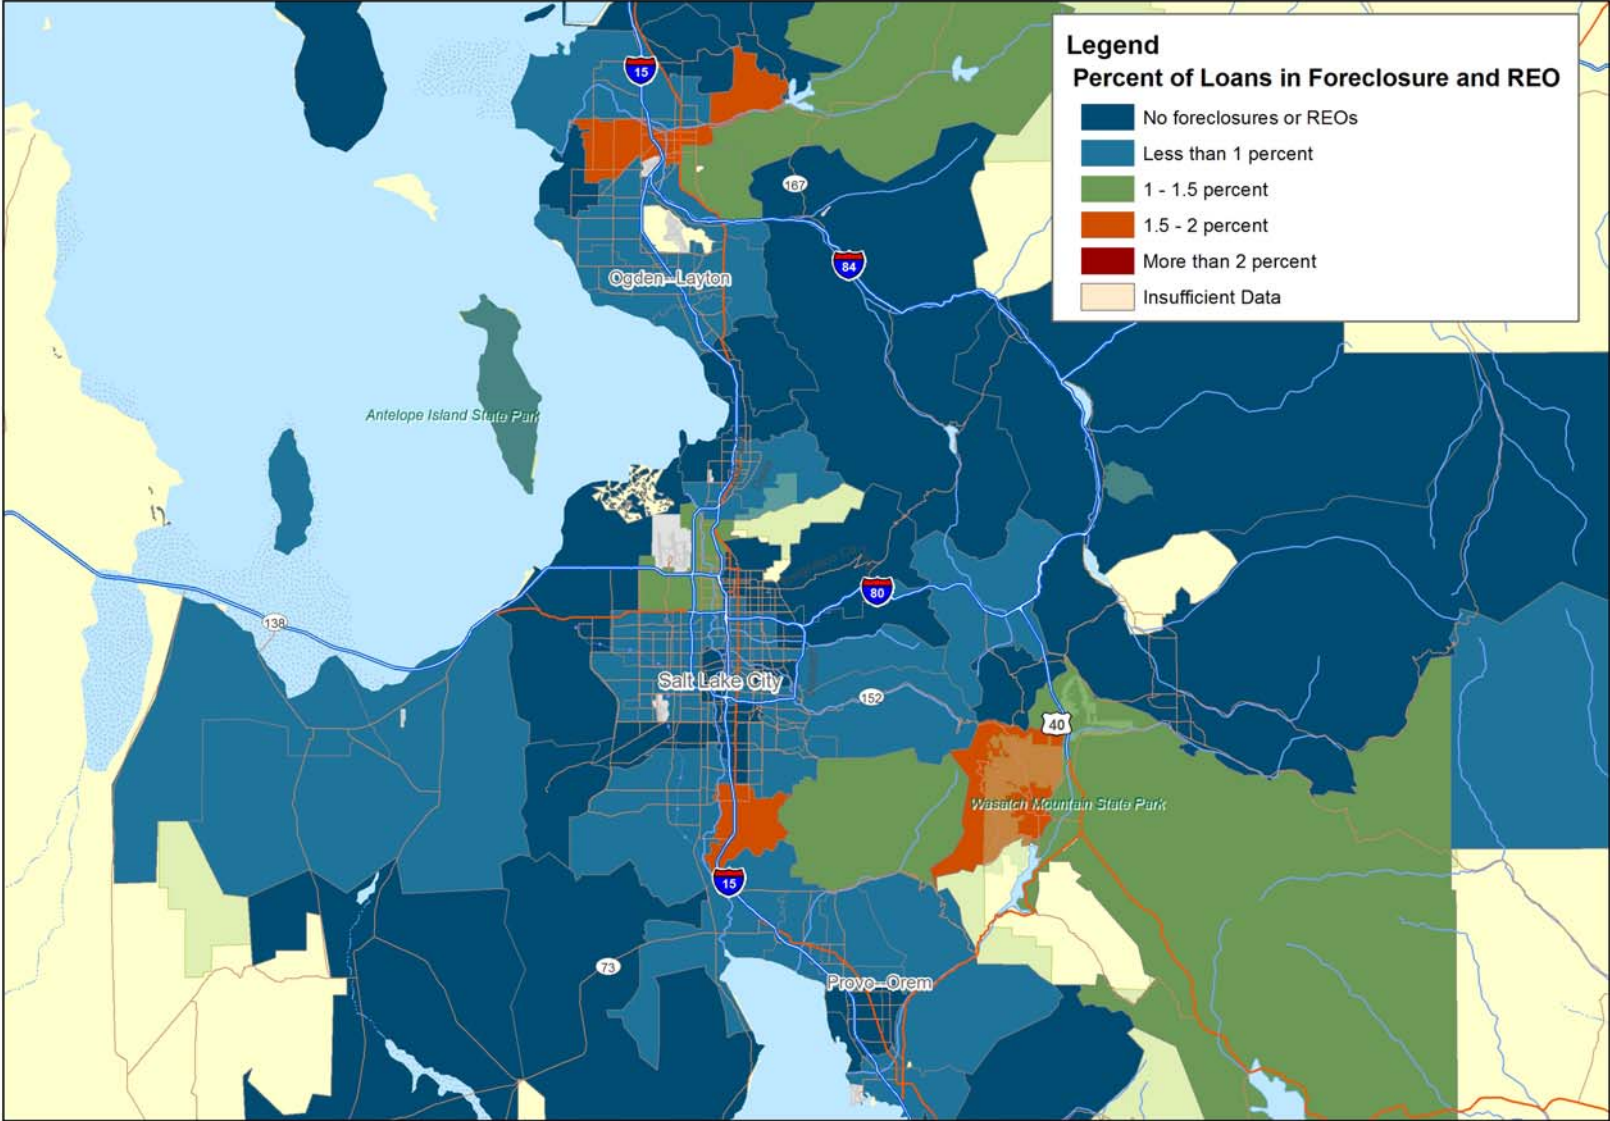 Legend
Percent of Loans in Foreclosure and REO
No foreclosures or REOs
Less than 1 percent
1 - 1.5 percent
1.5 - 2 percent
More than 2 percent
Insufficient Data
15
167
84
Ogden--Layton
Antelope Island State Park
80
138
Salt Lake City
152
40
Wasatch Mountain State Park
15
73
Provo--Orem